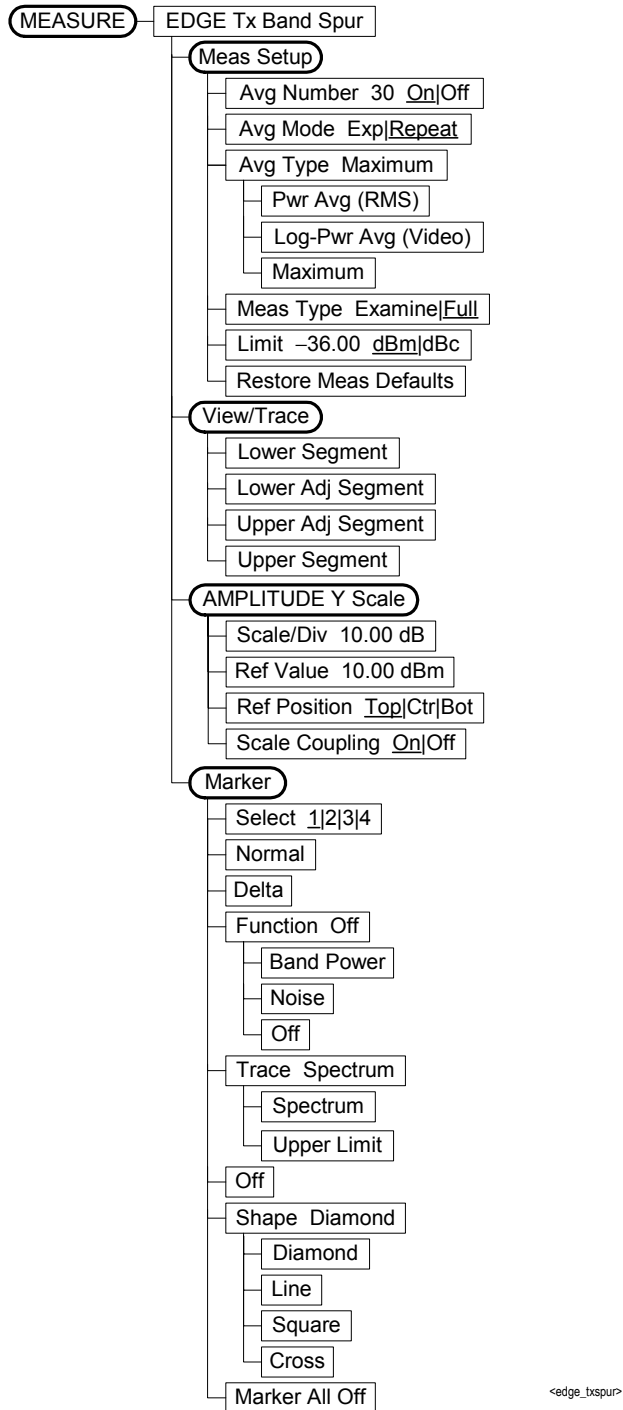 MEASURE EDGE Tx Band Spur
Meas Setup
Avg Number 30 On|Off
Avg Mode Exp|Repeat
Avg Type Maximum
Pwr Avg (RMS)
Log-Pwr Avg (Video)
Maximum
Meas Type Examine|Full
Limit −36.00 dBm|dBc
Restore Meas Defaults
View/Trace
Lower Segment
Lower Adj Segment
Upper Adj Segment
Upper Segment
AMPLITUDE Y Scale
Scale/Div 10.00 dB
Ref Value 10.00 dBm
Ref Position Top|Ctr|Bot
Scale Coupling On|Off
Marker
Select 1|2|3|4
Normal
Delta
Function Off
Band Power
Noise
Off
Trace Spectrum
Spectrum
Upper Limit
Off
Shape Diamond
Diamond
Line
Square
Cross
Marker All Off
<edge_txspur>